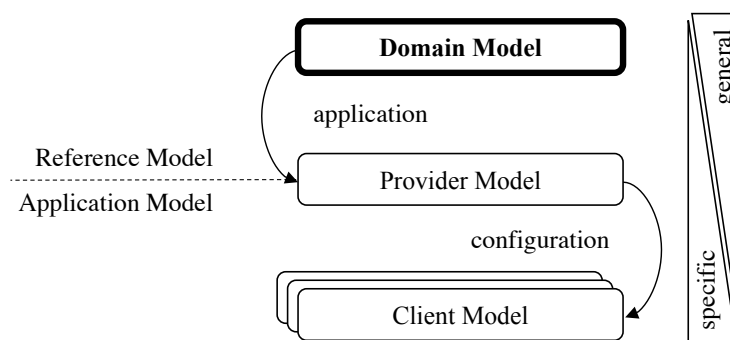 Domain Model
general
application
Reference Model
Provider Model
Application Model
configuration
specific
Client Model